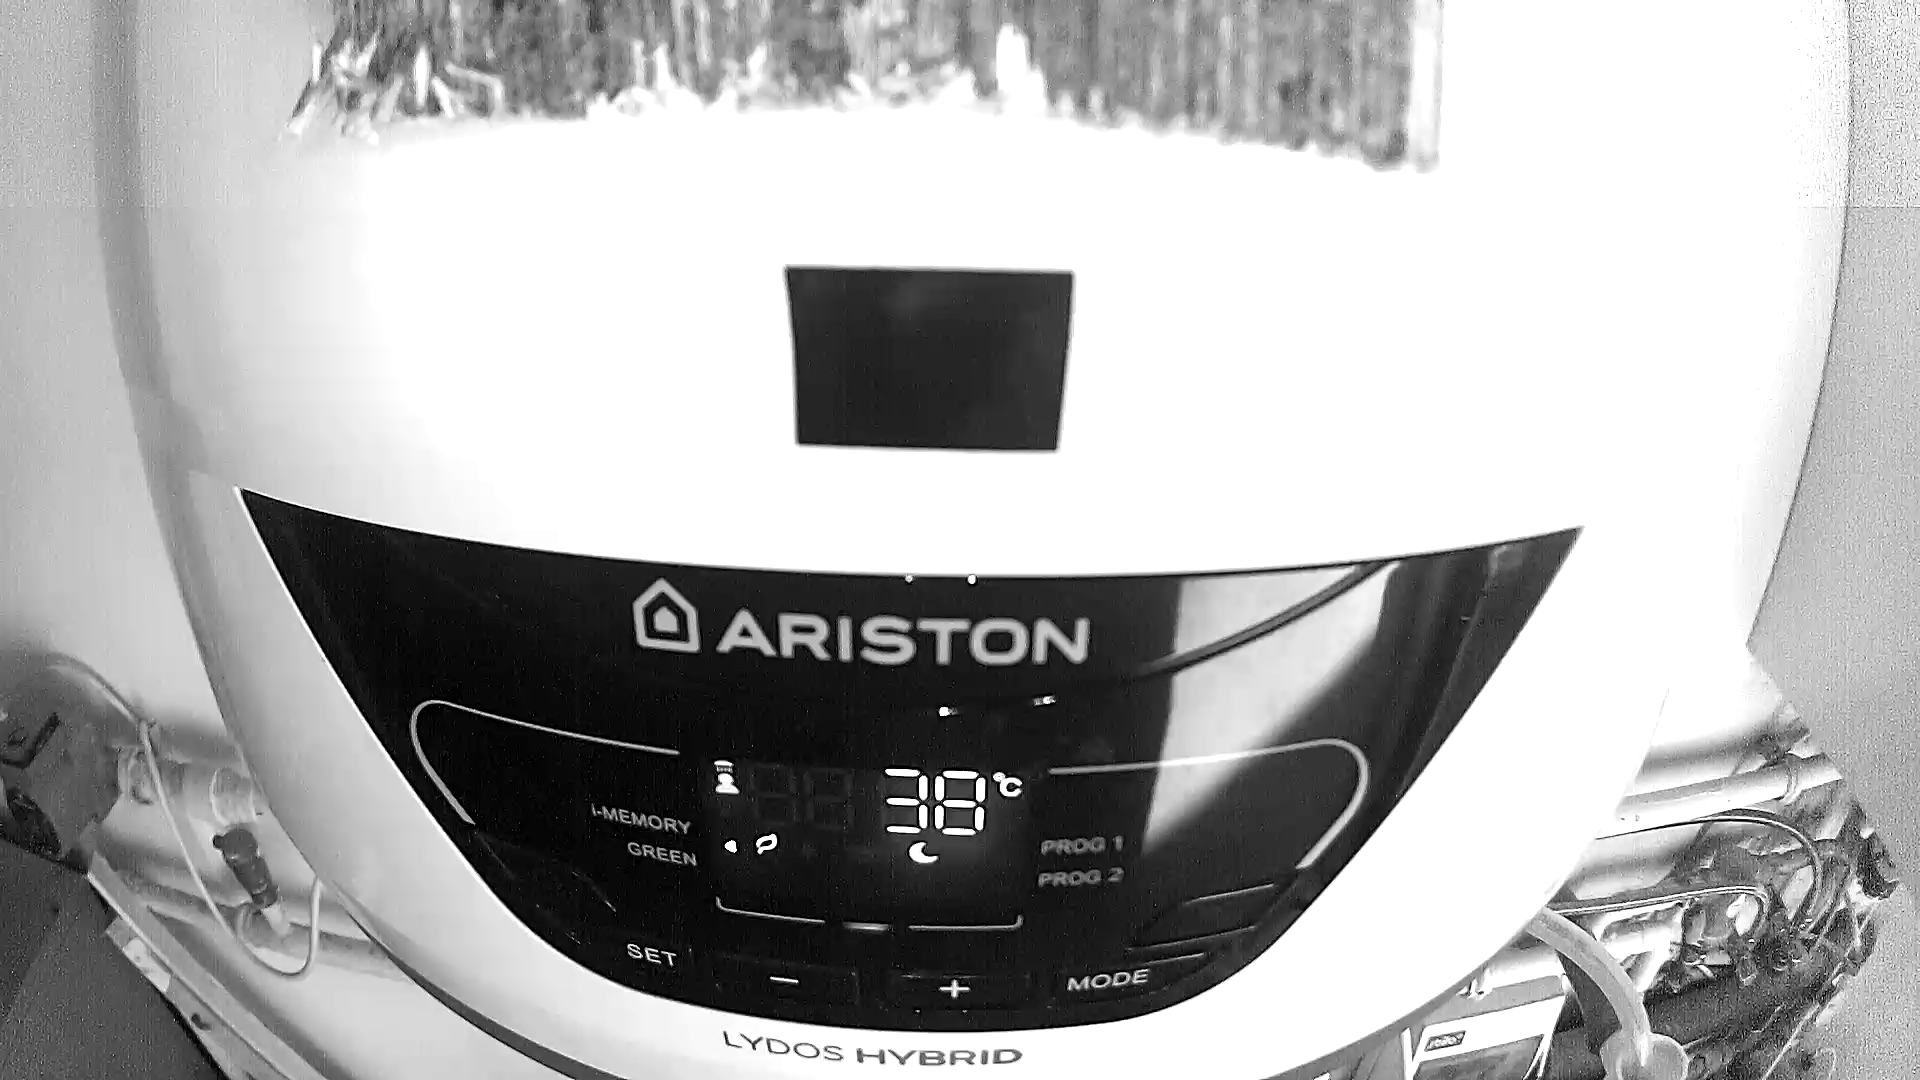 ARISTON
38 °C
i-MEMORY
GREEN
PROG 1
PROG 2
SET
−
+
MODE
LYDOS HYBRID